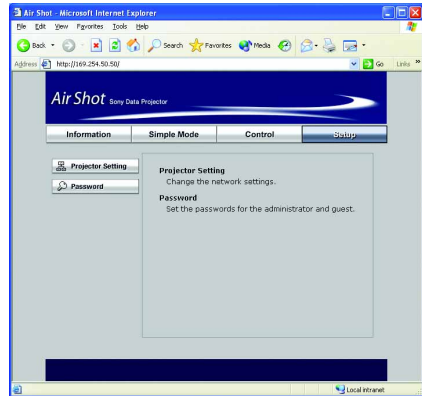 Air Shot - Microsoft Internet Explorer
File Edit View Favorites Tools Help
Back Search Favorites Media
Address http://169.254.50.50/ Go Links »
Air Shot Sony Data Projector
Information Simple Mode Control Setup
Projector Setting
Password
Projector Setting
Change the network settings.
Password
Set the passwords for the administrator and guest.
Local intranet